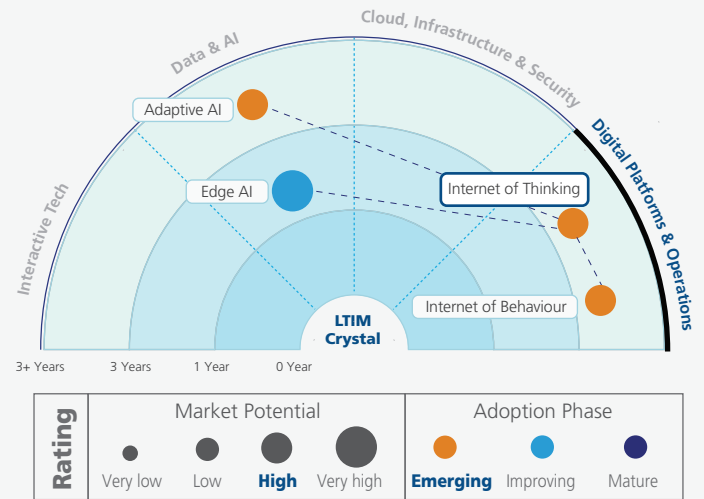 Cloud, Infrastructure & Security
Data & AI
Adaptive AI
Digital Platforms & Operations
Interactive Tech
Edge AI
Internet of Thinking
Internet of Behaviour
LTIM
Crystal
3+ Years
3 Years
1 Year
0 Year
Rating
Market Potential
Adoption Phase
Very low
Low
High
Very high
Emerging
Improving
Mature